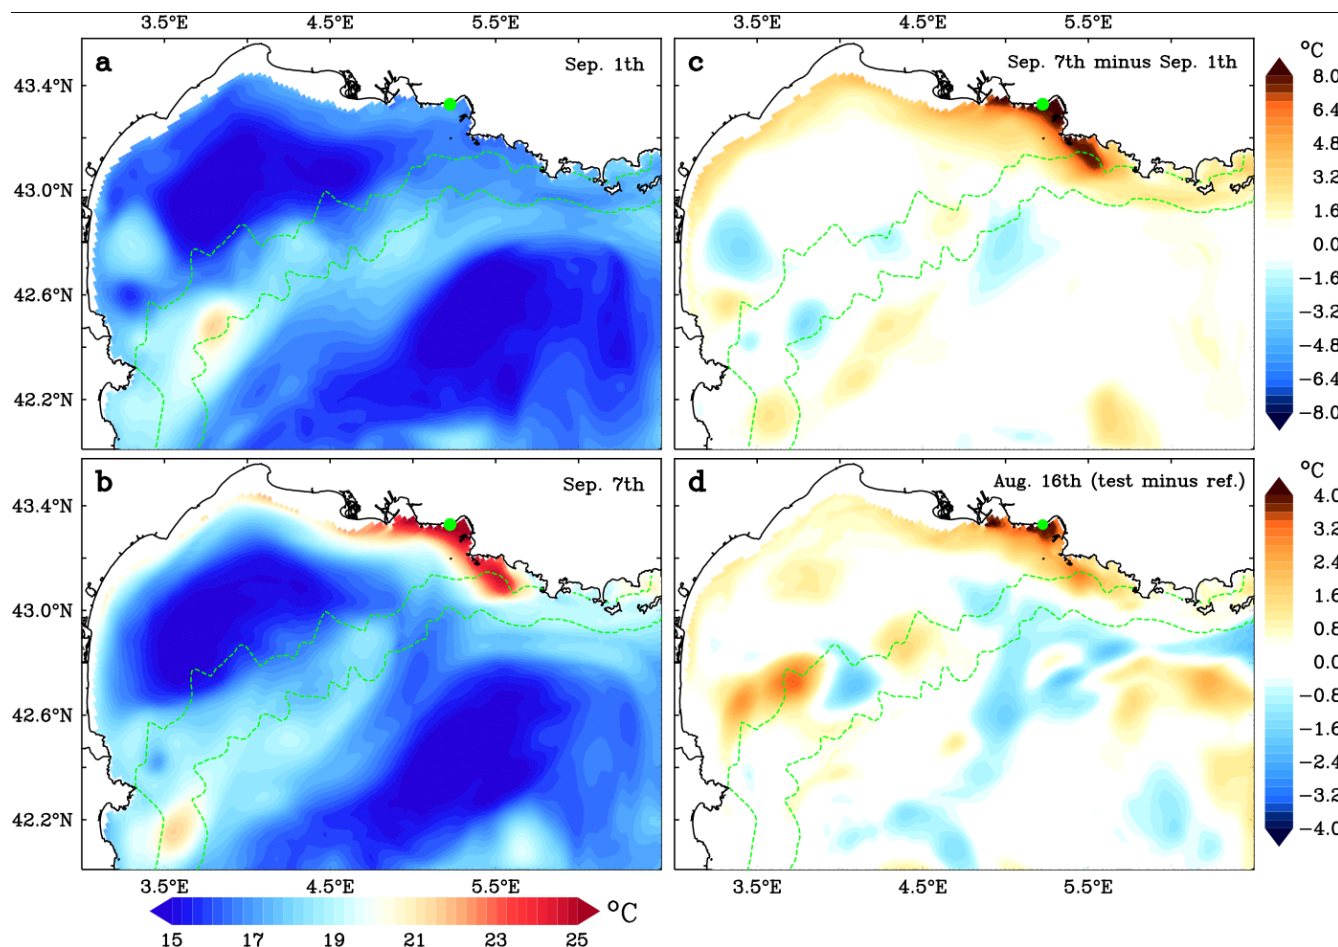 3.5°E 4.5°E 5.5°E 3.5°E 4.5°E 5.5°E
a Sep. 1th
43.4°N
43.0°N
42.6°N
42.2°N
c Sep. 7th minus Sep. 1th
°C
8.0
6.4
4.8
3.2
1.6
0.0
−1.6
−3.2
−4.8
−6.4
−8.0
b Sep. 7th
43.4°N
43.0°N
42.6°N
42.2°N
d Aug. 16th (test minus ref.)
°C
4.0
3.2
2.4
1.6
0.8
0.0
−0.8
−1.6
−2.4
−3.2
−4.0
3.5°E 4.5°E 5.5°E 3.5°E 4.5°E 5.5°E
15 17 19 21 23 25 °C